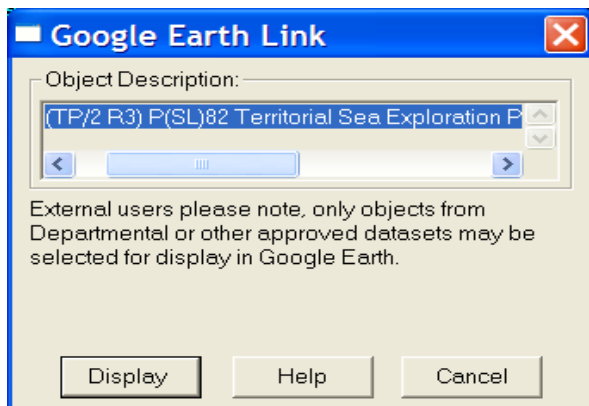 Google Earth Link
Object Description:
(TP/2 R3) P(SL)82 Territorial Sea Exploration P
External users please note, only objects from
Departmental or other approved datasets may be
selected for display in Google Earth.
Display Help Cancel